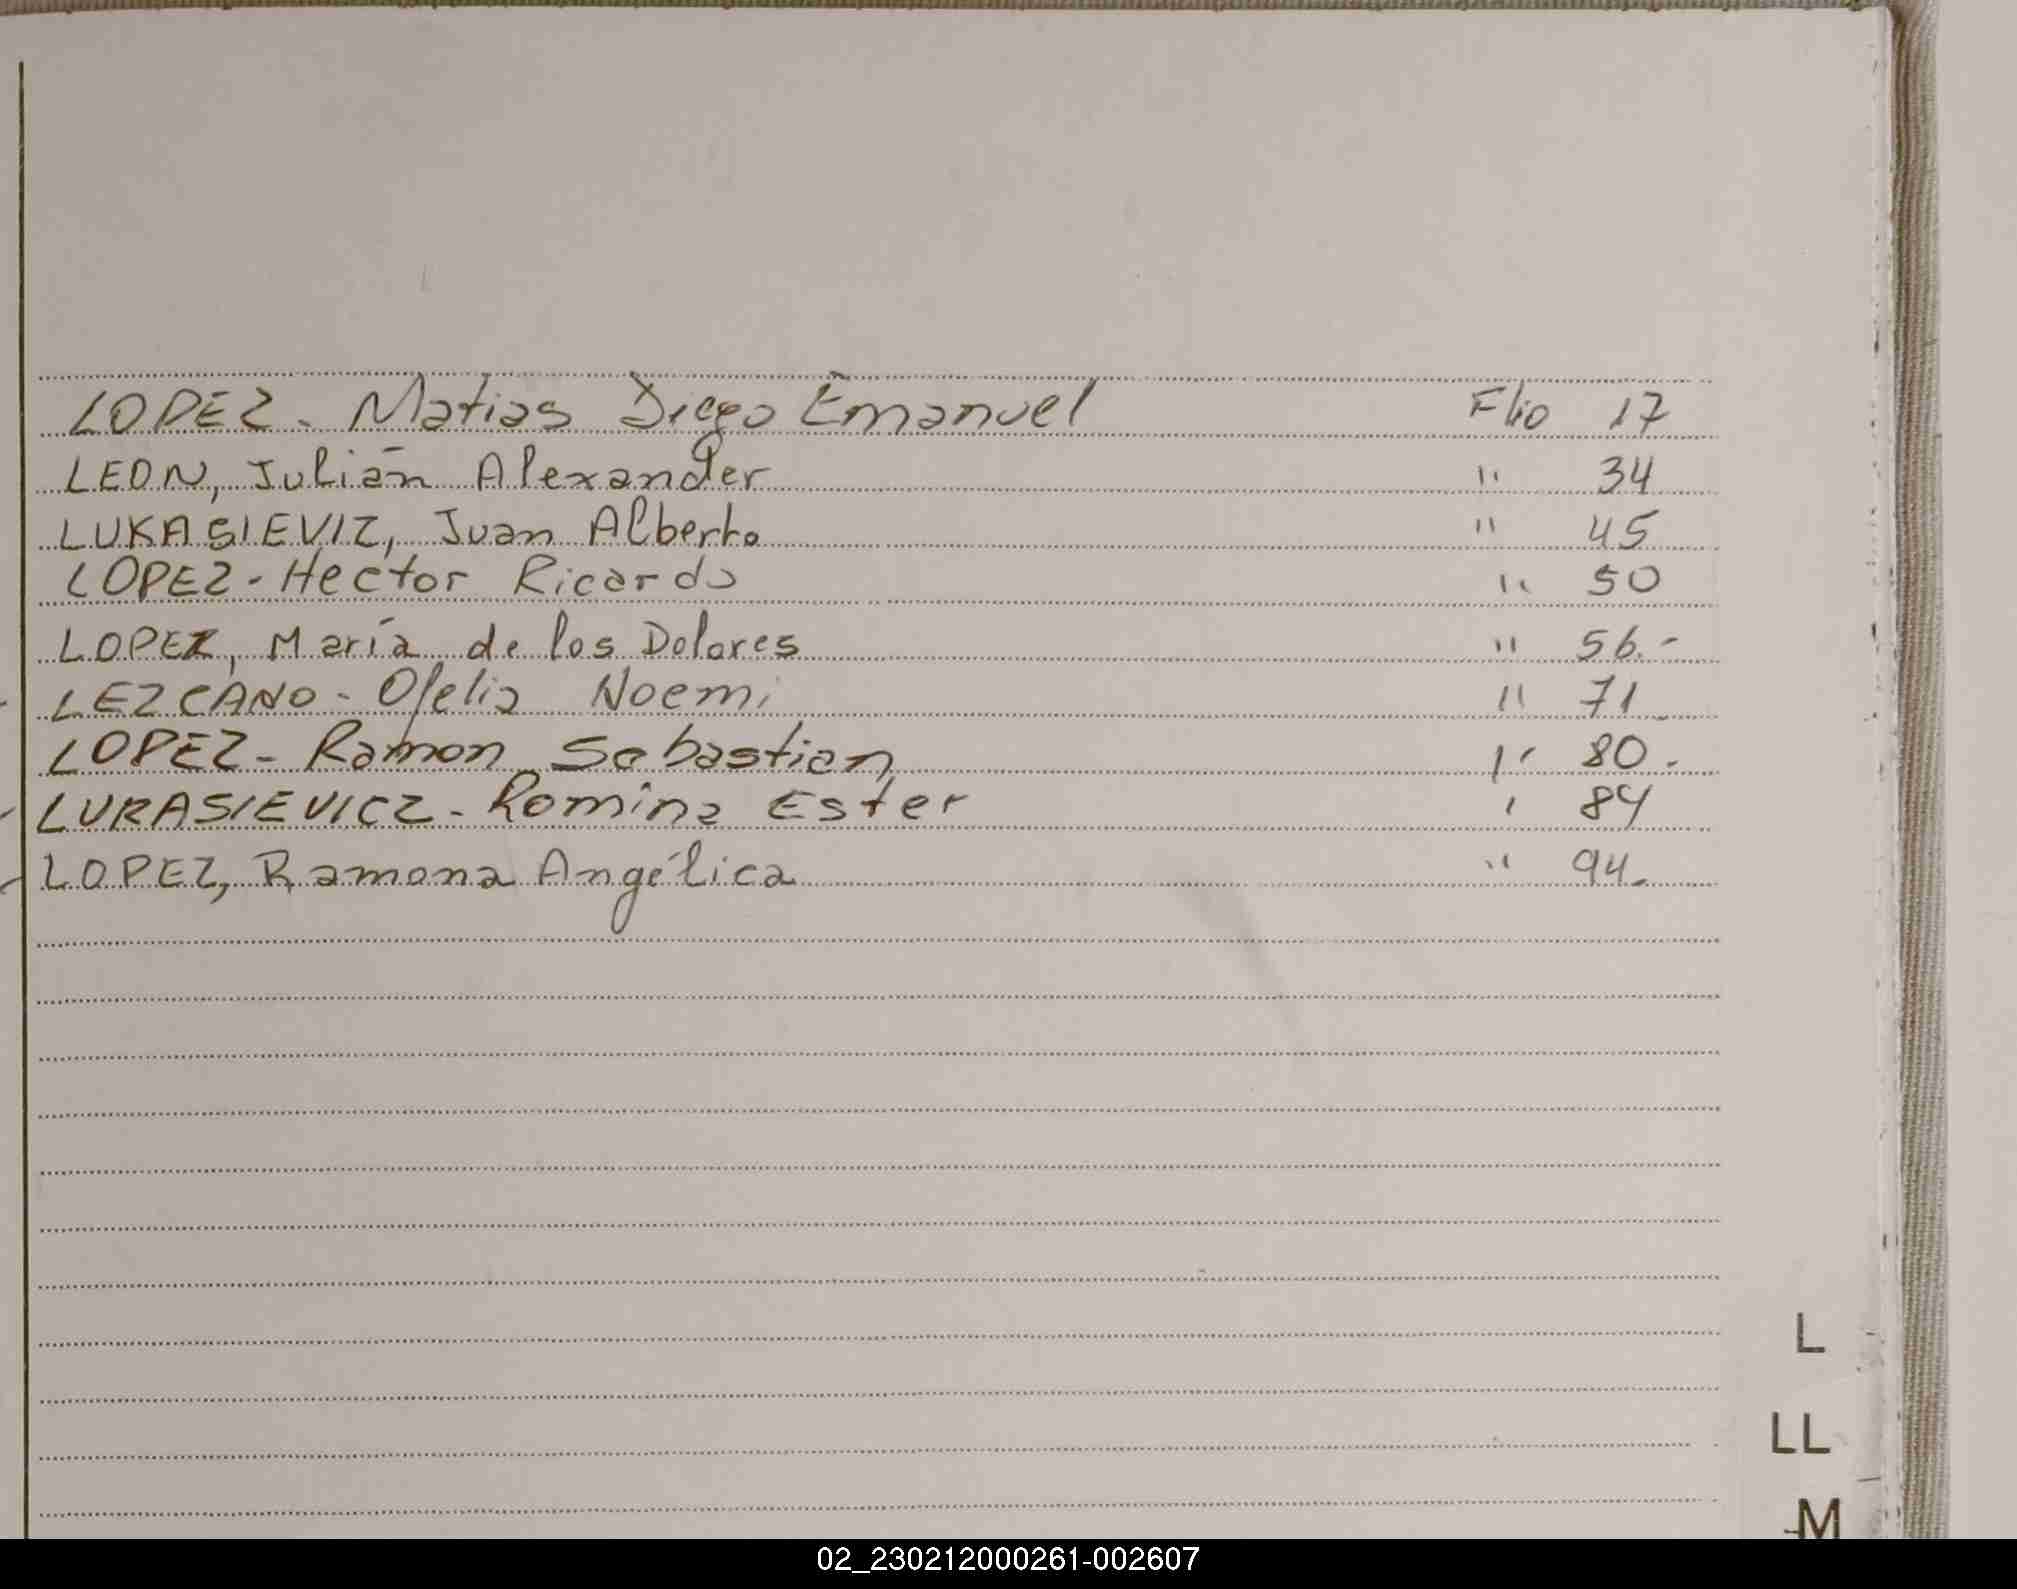 LOPEZ - Matias Diego Emanuel Flio 17
LEON, Julián Alexander " 34
LUKASIEVIZ, Juan Alberto " 45
LOPEZ - Hector Ricardo " 50
LOPEZ, María de los Dolores " 56.-
LEZCANO - Ofelia Noemi " 71
LOPEZ - Ramon Sebastian " 80.
LURASIEVICZ - Romina Ester " 84
LOPEZ, Ramona Angélica " 94.
L
LL
M
02_230212000261-002607